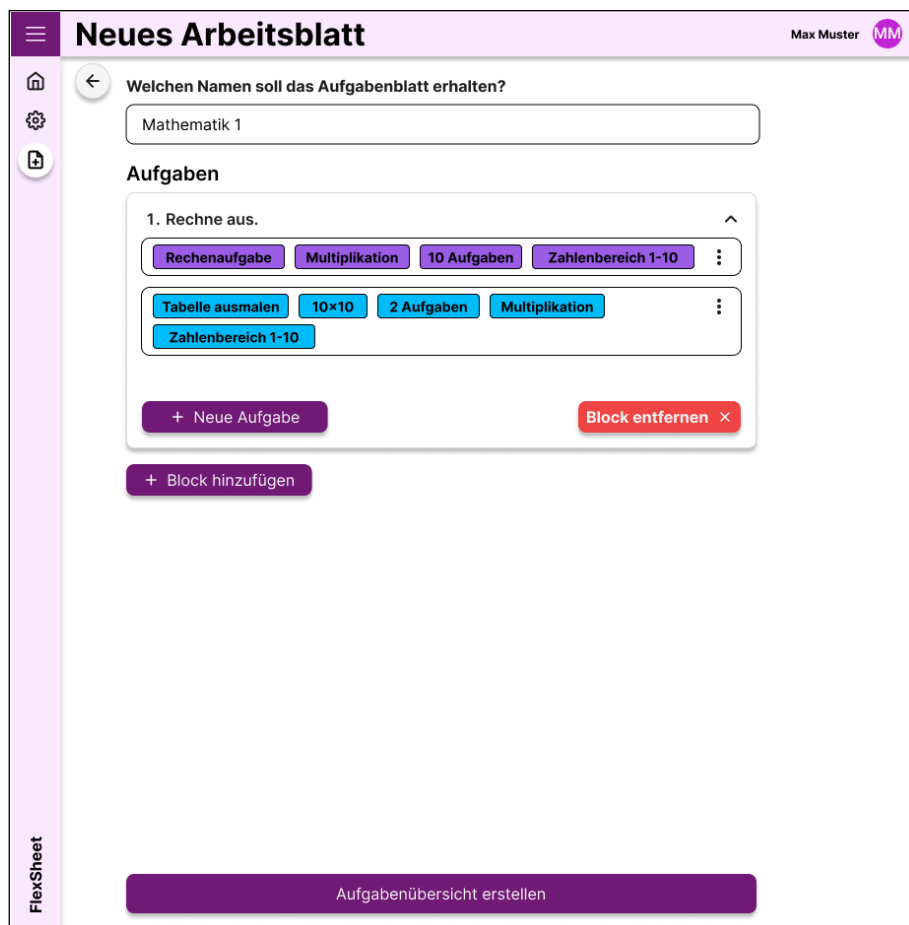 Neues Arbeitsblatt
Max Muster MM
Welchen Namen soll das Aufgabenblatt erhalten?
Mathematik 1
Aufgaben
1. Rechne aus.
Rechenaufgabe Multiplikation 10 Aufgaben Zahlenbereich 1-10
Tabelle ausmalen 10×10 2 Aufgaben Multiplikation
Zahlenbereich 1-10
+ Neue Aufgabe Block entfernen ×
+ Block hinzufügen
FlexSheet
Aufgabenübersicht erstellen